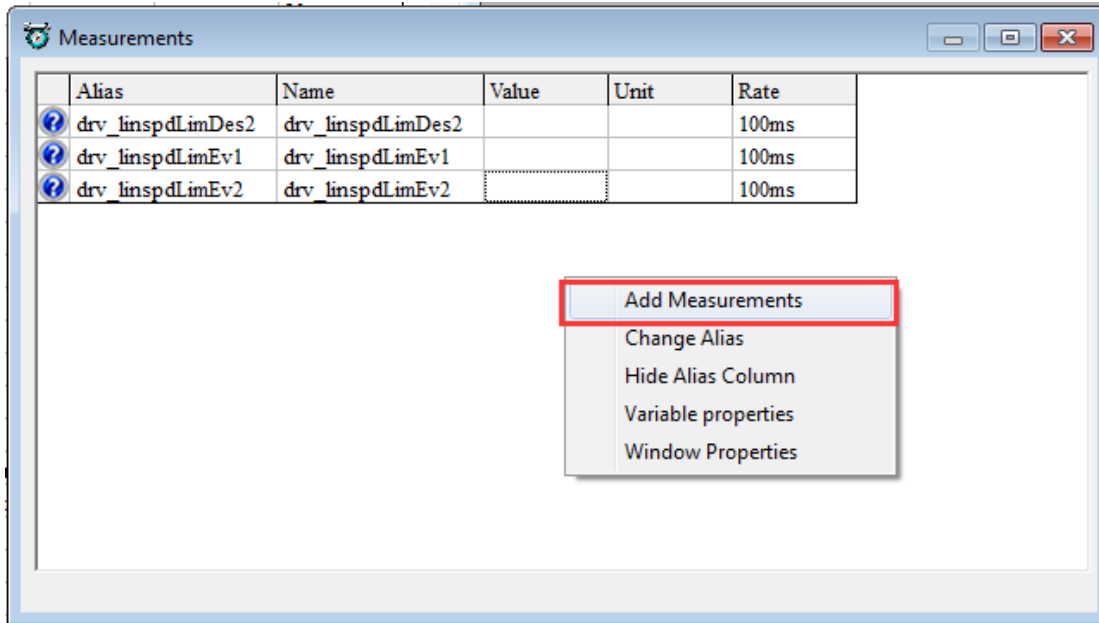 Measurements
Alias Name Value Unit Rate
drv_linspdLimDes2 drv_linspdLimDes2 100ms
drv_linspdLimEv1 drv_linspdLimEv1 100ms
drv_linspdLimEv2 drv_linspdLimEv2 100ms
Add Measurements
Change Alias
Hide Alias Column
Variable properties
Window Properties